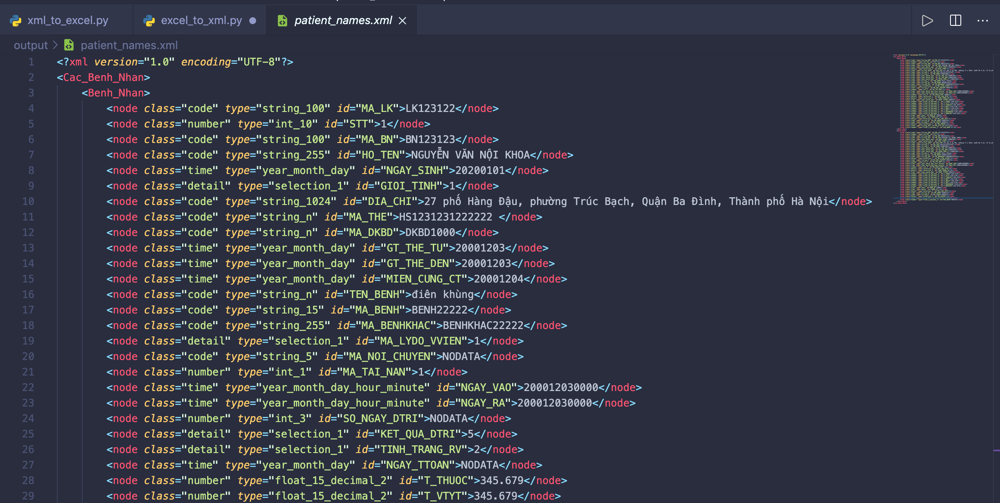 xml_to_excel.py excel_to_xml.py patient_names.xml
output > patient_names.xml
1 <?xml version="1.0" encoding="UTF-8"?>
2 <Cac_Benh_Nhan>
3 <Benh_Nhan>
4 <node class="code" type="string_100" id="MA_LK">LK123122</node>
5 <node class="number" type="int_10" id="STT">1</node>
6 <node class="code" type="string_100" id="MA_BN">BN123123</node>
7 <node class="code" type="string_255" id="HO_TEN">NGUYỄN VĂN NỘI KHOA</node>
8 <node class="time" type="year_month_day" id="NGAY_SINH">20200101</node>
9 <node class="detail" type="selection_1" id="GIOI_TINH">1</node>
10 <node class="code" type="string_1024" id="DIA_CHI">27 phố Hàng Đậu, phường Trúc Bạch, Quận Ba Đình, Thành phố Hà Nội</node>
11 <node class="code" type="string_n" id="MA_THE">HS1231231222222 </node>
12 <node class="code" type="string_n" id="MA_DKBD">DKBD1000</node>
13 <node class="time" type="year_month_day" id="GT_THE_TU">20001203</node>
14 <node class="time" type="year_month_day" id="GT_THE_DEN">20001203</node>
15 <node class="time" type="year_month_day" id="MIEN_CUNG_CT">20001204</node>
16 <node class="code" type="string_n" id="TEN_BENH">điên khùng</node>
17 <node class="code" type="string_15" id="MA_BENH">BENH22222</node>
18 <node class="code" type="string_255" id="MA_BENHKHAC">BENHKHAC22222</node>
19 <node class="detail" type="selection_1" id="MA_LYDO_VVIEN">1</node>
20 <node class="code" type="string_5" id="MA_NOI_CHUYEN">NODATA</node>
21 <node class="number" type="int_1" id="MA_TAI_NAN">1</node>
22 <node class="time" type="year_month_day_hour_minute" id="NGAY_VAO">200012030000</node>
23 <node class="time" type="year_month_day_hour_minute" id="NGAY_RA">200012030000</node>
24 <node class="number" type="int_3" id="SO_NGAY_DTRI">NODATA</node>
25 <node class="detail" type="selection_1" id="KET_QUA_DTRI">5</node>
26 <node class="detail" type="selection_1" id="TINH_TRANG_RV">2</node>
27 <node class="time" type="year_month_day" id="NGAY_TTOAN">NODATA</node>
28 <node class="number" type="float_15_decimal_2" id="T_THUOC">345.679</node>
29 <node class="number" type="float_15_decimal_2" id="T_VTYT">345.679</node>